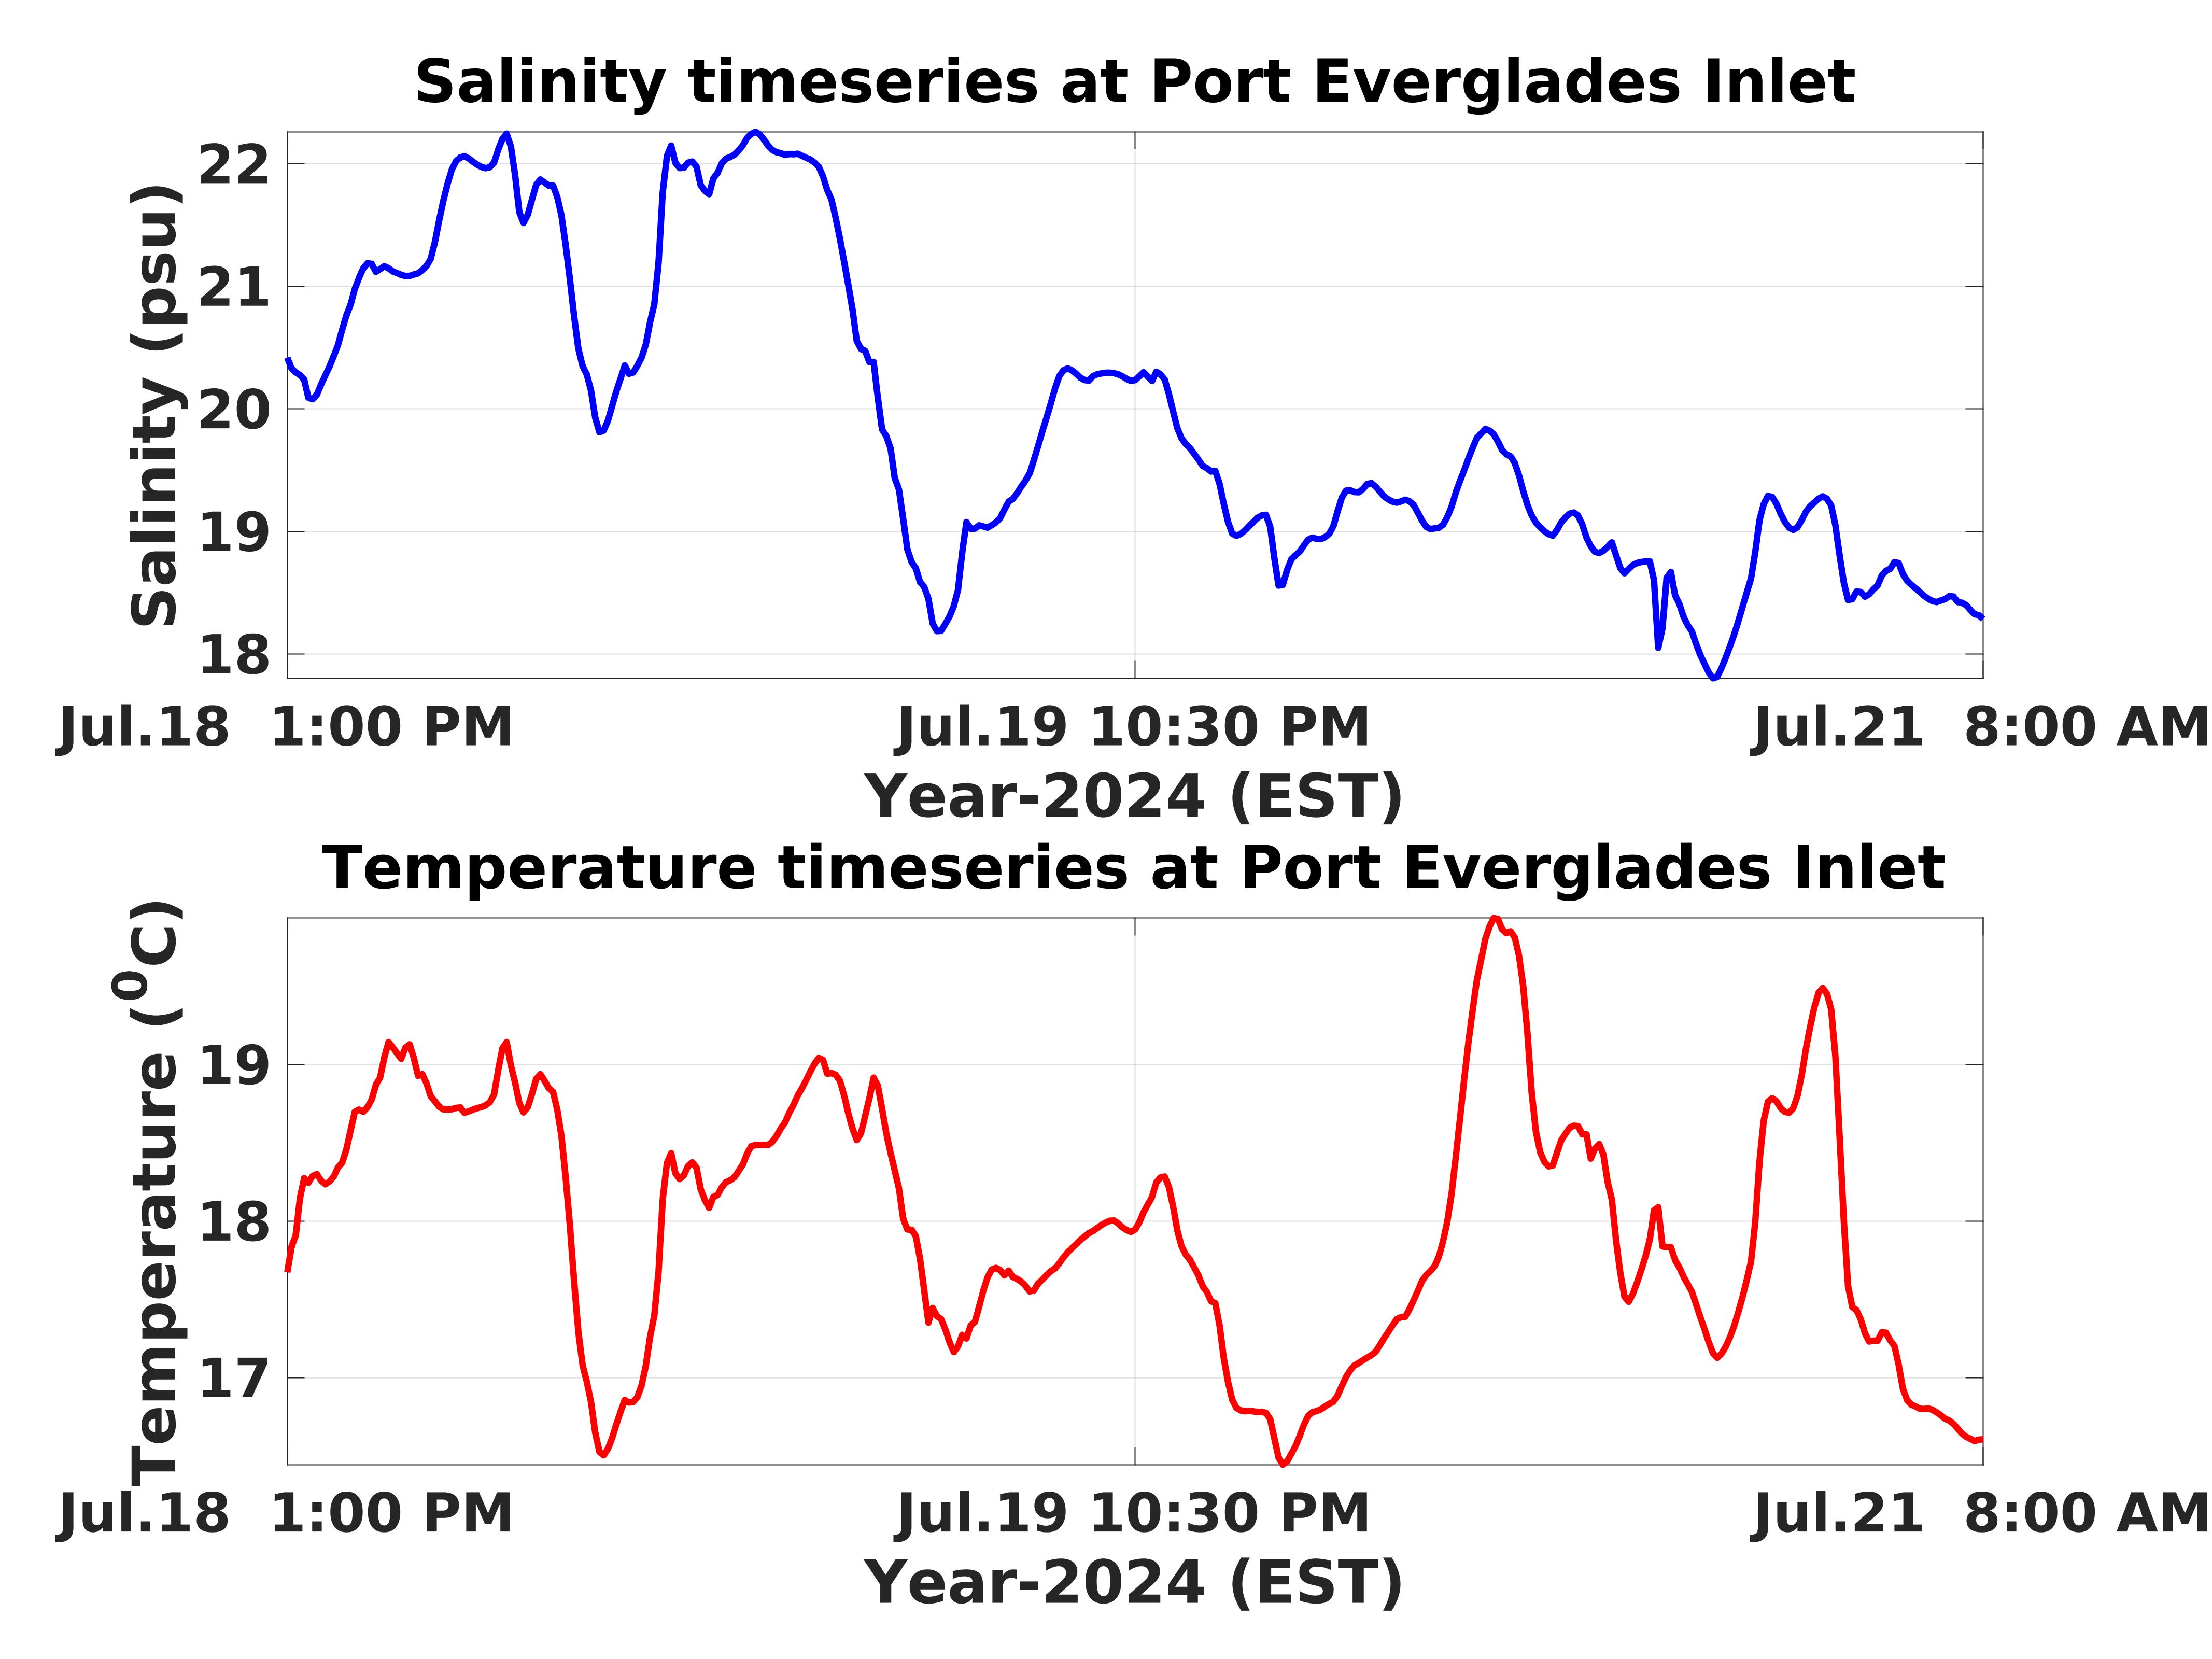 Salinity timeseries at Port Everglades Inlet
Salinity (psu)
22
21
20
19
18
Jul.18  1:00 PM
Jul.19 10:30 PM
Jul.21  8:00 AM
Year-2024 (EST)
Temperature timeseries at Port Everglades Inlet
Temperature (⁰C)
19
18
17
Jul.18  1:00 PM
Jul.19 10:30 PM
Jul.21  8:00 AM
Year-2024 (EST)